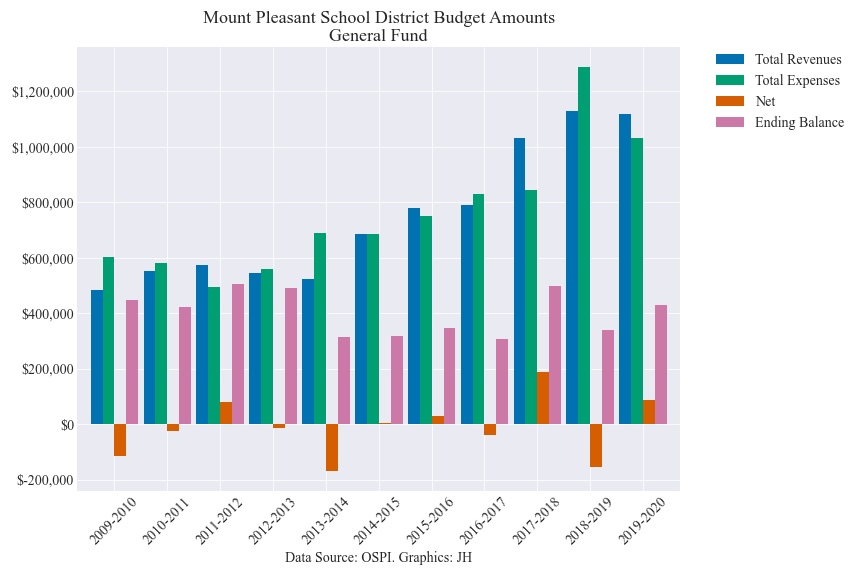 Mount Pleasant School District Budget Amounts
General Fund
Total Revenues
Total Expenses
Net
Ending Balance
$1,200,000
$1,000,000
$800,000
$600,000
$400,000
$200,000
$0
$-200,000
2009-2010
2010-2011
2011-2012
2012-2013
2013-2014
2014-2015
2015-2016
2016-2017
2017-2018
2018-2019
2019-2020
Data Source: OSPI. Graphics: JH